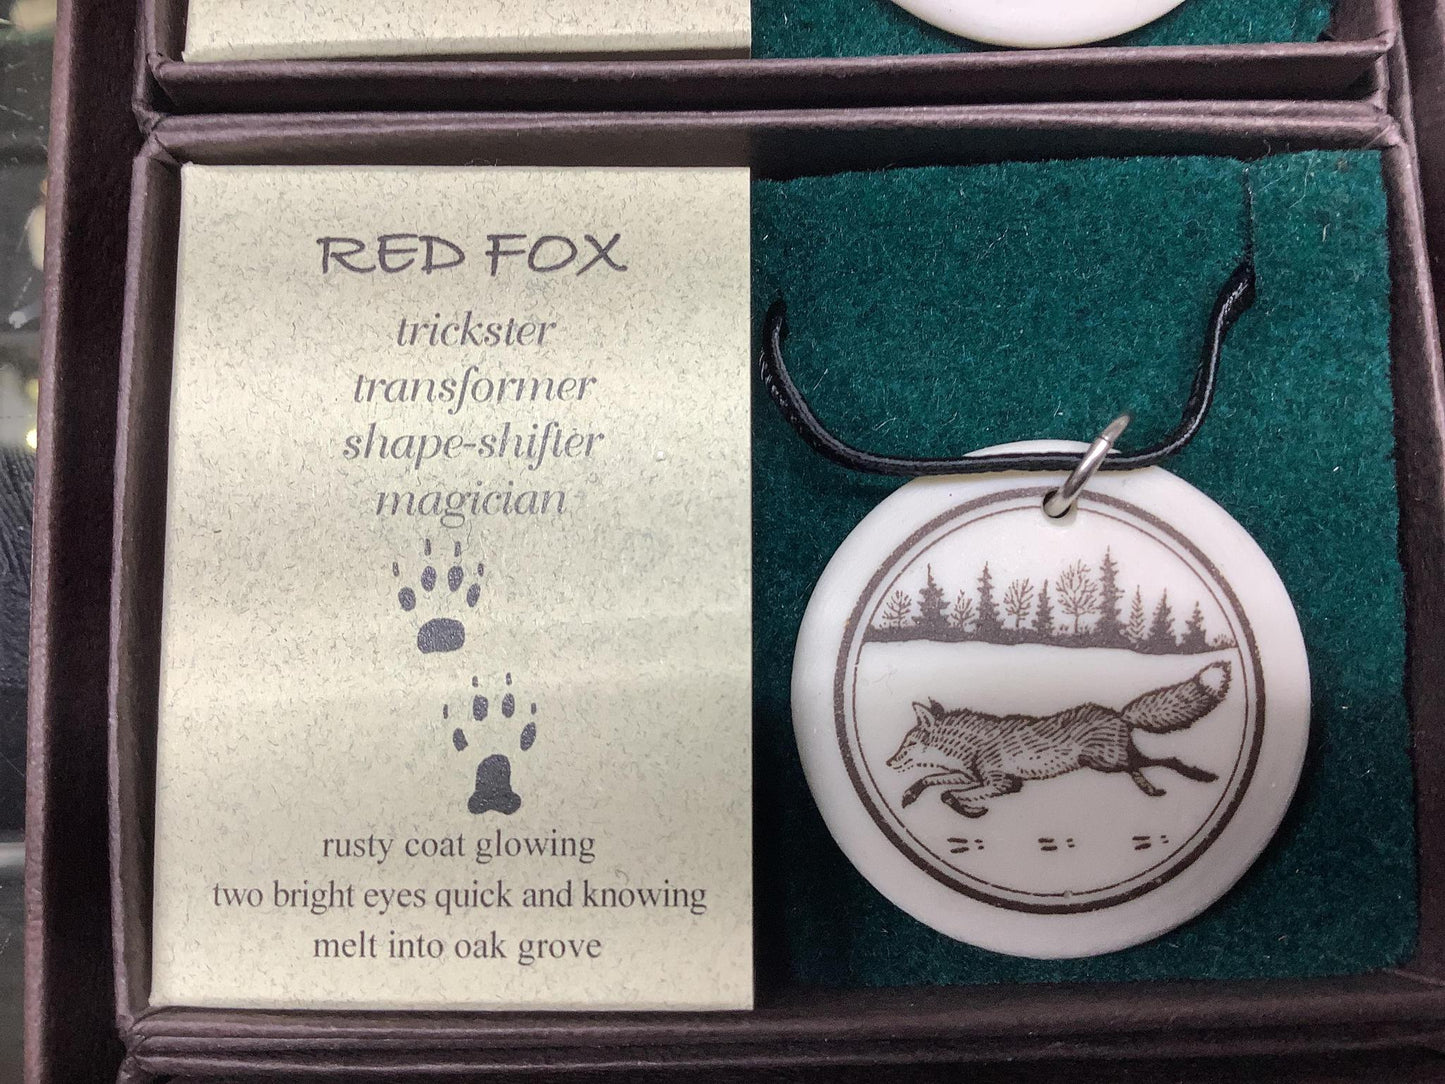 RED FOX
trickster
transformer
shape-shifter
magician
rusty coat glowing
two bright eyes quick and knowing
melt into oak grove